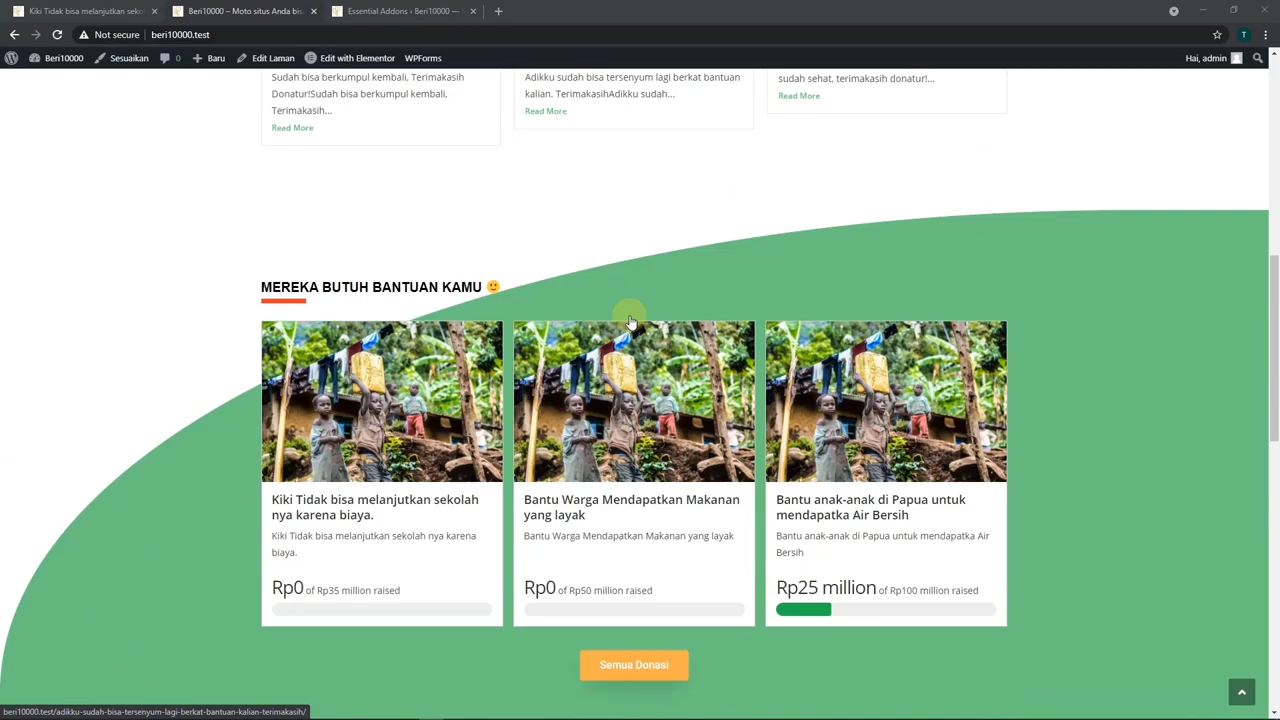 Kiki Tidak bisa melanjutkan seko
Beri10000 – Moto situs Anda bis
Essential Addons ‹ Beri10000 —
Not secure
beri10000.test
T
Beri10000
Sesuaikan
0
Baru
Edit Laman
Edit with Elementor
WPForms
Hai, admin
Sudah bisa berkumpul kembali, Terimakasih
Donatur!Sudah bisa berkumpul kembali,
Terimakasih...
Read More
Adikku sudah bisa tersenyum lagi berkat bantuan
kalian. TerimakasihAdikku sudah...
Read More
sudah sehat, terimakasih donatur!...
Read More
MEREKA BUTUH BANTUAN KAMU 🙂
Kiki Tidak bisa melanjutkan sekolah
nya karena biaya.
Kiki Tidak bisa melanjutkan sekolah nya karena
biaya.
Rp0 of Rp35 million raised
Bantu Warga Mendapatkan Makanan
yang layak
Bantu Warga Mendapatkan Makanan yang layak
Rp0 of Rp50 million raised
Bantu anak-anak di Papua untuk
mendapatka Air Bersih
Bantu anak-anak di Papua untuk mendapatka Air
Bersih
Rp25 million of Rp100 million raised
Semua Donasi
beri10000.test/adikku-sudah-bisa-tersenyum-lagi-berkat-bantuan-kalian-terimakasih/